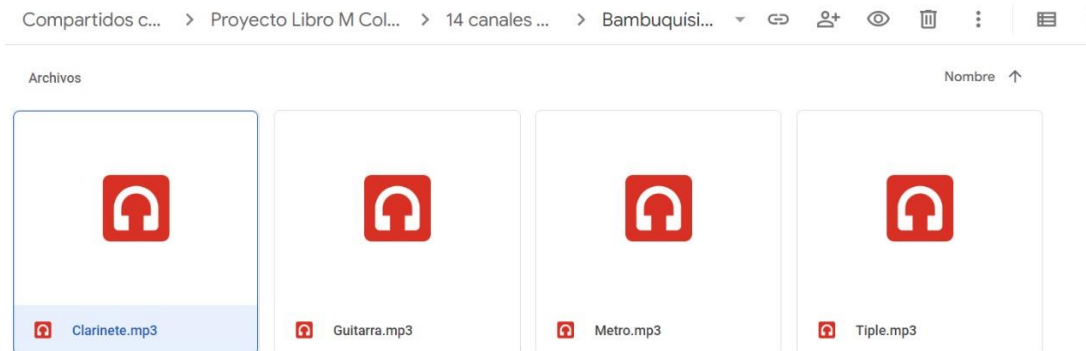 Compartidos c... > Proyecto Libro M Col... > 14 canales ... > Bambuquisi...
Archivos
Nombre
Clarinete.mp3
Guitarra.mp3
Metro.mp3
Tiple.mp3